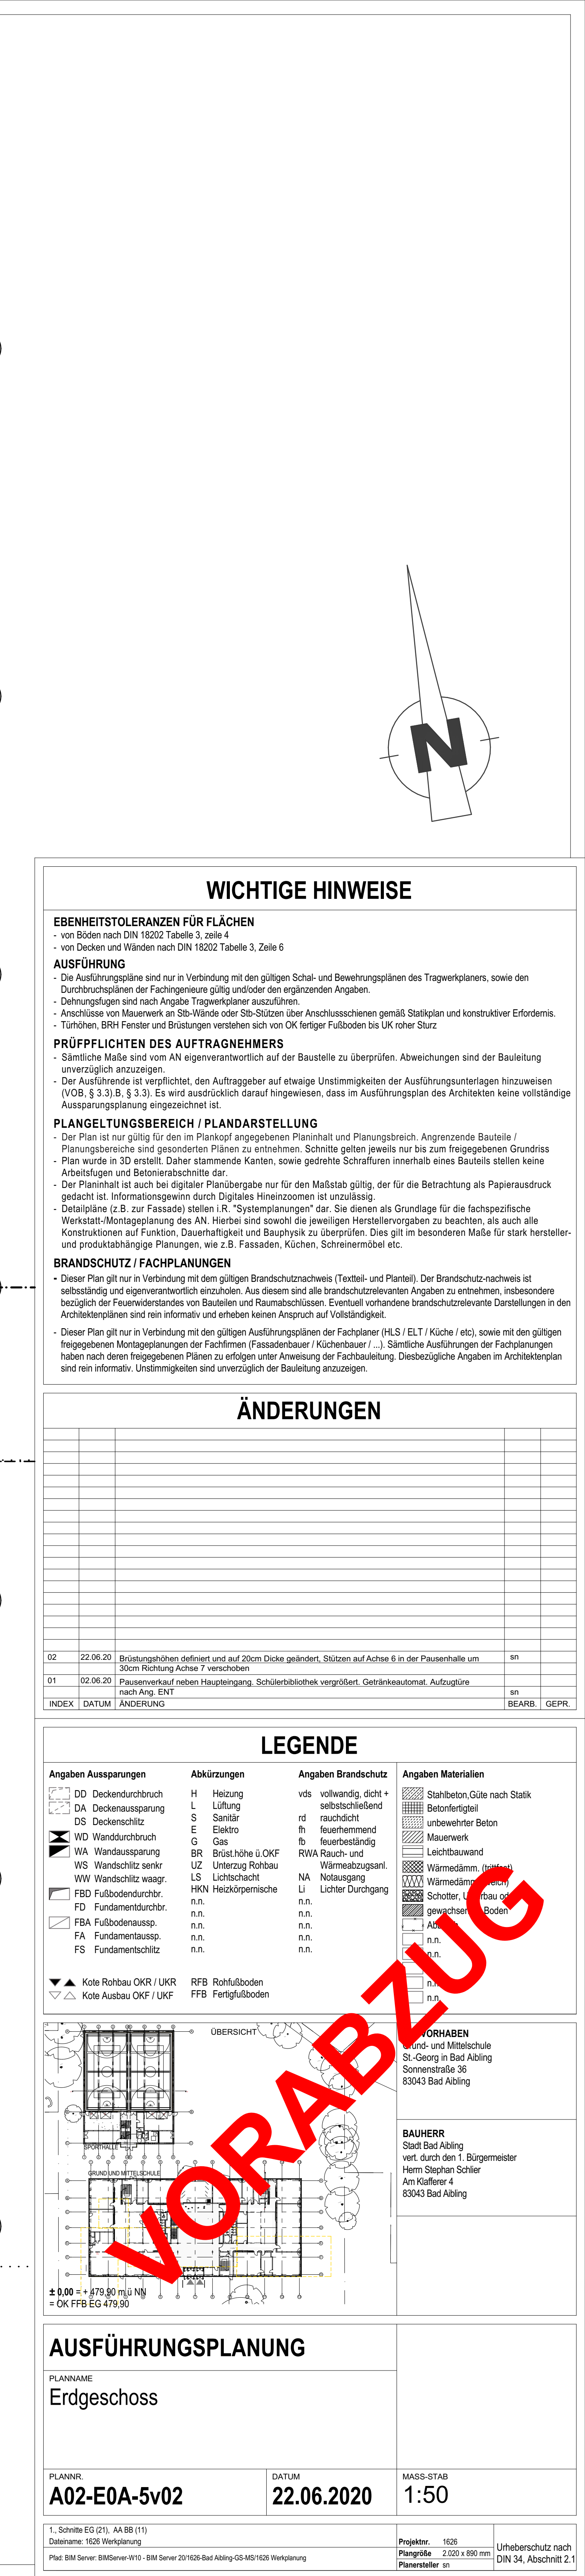 N
WICHTIGE HINWEISE
EBENHEITSTOLERANZEN FÜR FLÄCHEN
- von Böden nach DIN 18202 Tabelle 3, zeile 4
- von Decken und Wänden nach DIN 18202 Tabelle 3, Zeile 6
AUSFÜHRUNG
- Die Ausführungspläne sind nur in Verbindung mit den gültigen Schal- und Bewehrungsplänen des Tragwerkplaners, sowie den
Durchbruchsplänen der Fachingenieure gültig und/oder den ergänzenden Angaben.
- Dehnungsfugen sind nach Angabe Tragwerkplaner auszuführen.
- Anschlüsse von Mauerwerk an Stb-Wände oder Stb-Stützen über Anschlussschienen gemäß Statikplan und konstruktiver Erfordernis.
- Türhöhen, BRH Fenster und Brüstungen verstehen sich von OK fertiger Fußboden bis UK roher Sturz
PRÜFPFLICHTEN DES AUFTRAGNEHMERS
- Sämtliche Maße sind vom AN eigenverantwortlich auf der Baustelle zu überprüfen. Abweichungen sind der Bauleitung
unverzüglich anzuzeigen.
- Der Ausführende ist verpflichtet, den Auftraggeber auf etwaige Unstimmigkeiten der Ausführungsunterlagen hinzuweisen
(VOB, § 3.3).B, § 3.3). Es wird ausdrücklich darauf hingewiesen, dass im Ausführungsplan des Architekten keine vollständige
Aussparungsplanung eingezeichnet ist.
PLANGELTUNGSBEREICH / PLANDARSTELLUNG
- Der Plan ist nur gültig für den im Plankopf angegebenen Planinhalt und Planungsbreich. Angrenzende Bauteile /
Planungsbereiche sind gesonderten Plänen zu entnehmen. Schnitte gelten jeweils nur bis zum freigegebenen Grundriss
- Plan wurde in 3D erstellt. Daher stammende Kanten, sowie gedrehte Schraffuren innerhalb eines Bauteils stellen keine
Arbeitsfugen und Betonierabschnitte dar.
- Der Planinhalt ist auch bei digitaler Planübergabe nur für den Maßstab gültig, der für die Betrachtung als Papierausdruck
gedacht ist. Informationsgewinn durch Digitales Hineinzoomen ist unzulässig.
- Detailpläne (z.B. zur Fassade) stellen i.R. "Systemplanungen" dar. Sie dienen als Grundlage für die fachspezifische
Werkstatt-/Montageplanung des AN. Hierbei sind sowohl die jeweiligen Herstellervorgaben zu beachten, als auch alle
Konstruktionen auf Funktion, Dauerhaftigkeit und Bauphysik zu überprüfen. Dies gilt im besonderen Maße für stark hersteller-
und produktabhängige Planungen, wie z.B. Fassaden, Küchen, Schreinermöbel etc.
BRANDSCHUTZ / FACHPLANUNGEN
- Dieser Plan gilt nur in Verbindung mit dem gültigen Brandschutznachweis (Textteil- und Planteil). Der Brandschutz-nachweis ist
selbsständig und eigenverantwortlich einzuholen. Aus diesem sind alle brandschutzrelevanten Angaben zu entnehmen, insbesondere
bezüglich der Feuerwiderstandes von Bauteilen und Raumabschlüssen. Eventuell vorhandene brandschutzrelevante Darstellungen in den
Architektenplänen sind rein informativ und erheben keinen Anspruch auf Vollständigkeit.
- Dieser Plan gilt nur in Verbindung mit den gültigen Ausführungsplänen der Fachplaner (HLS / ELT / Küche / etc), sowie mit den gültigen
freigegebenen Montageplanungen der Fachfirmen (Fassadenbauer / Küchenbauer / ...). Sämtliche Ausführungen der Fachplanungen
haben nach deren freigegebenen Plänen zu erfolgen unter Anweisung der Fachbauleitung. Diesbezügliche Angaben im Architektenplan
sind rein informativ. Unstimmigkeiten sind unverzüglich der Bauleitung anzuzeigen.
ÄNDERUNGEN
02 22.06.20 Brüstungshöhen definiert und auf 20cm Dicke geändert, Stützen auf Achse 6 in der Pausenhalle um sn
30cm Richtung Achse 7 verschoben
01 02.06.20 Pausenverkauf neben Haupteingang. Schülerbibliothek vergrößert. Getränkeautomat. Aufzugtüre
nach Ang. ENT sn
INDEX DATUM ÄNDERUNG BEARB. GEPR.
LEGENDE
Angaben Aussparungen
DD Deckendurchbruch
DA Deckenaussparung
DS Deckenschlitz
WD Wanddurchbruch
WA Wandaussparung
WS Wandschlitz senkr
WW Wandschlitz waagr.
FBD Fußbodendurchbr.
FD Fundamentdurchbr.
FBA Fußbodenaussp.
FA Fundamentaussp.
FS Fundamentschlitz
Kote Rohbau OKR / UKR
Kote Ausbau OKF / UKF
Abkürzungen
H Heizung
L Lüftung
S Sanitär
E Elektro
G Gas
BR Brüst.höhe ü.OKF
UZ Unterzug Rohbau
LS Lichtschacht
HKN Heizkörpernische
n.n.
n.n.
n.n.
n.n.
n.n.
RFB Rohfußboden
FFB Fertigfußboden
Angaben Brandschutz
vds vollwandig, dicht +
selbstschließend
rd rauchdicht
fh feuerhemmend
fb feuerbeständig
RWA Rauch- und
Wärmeabzugsanl.
NA Notausgang
Li Lichter Durchgang
n.n.
n.n.
n.n.
n.n.
n.n.
Angaben Materialien
Stahlbeton,Güte nach Statik
Betonfertigteil
unbewehrter Beton
Mauerwerk
Leichtbauwand
Wärmedämm. (trittfest)
Wärmedämm.
Schotter,
gewachsener Boden
n.n.
n.n.
n.n.
n.n.
VORABZUG
ÜBERSICHT
SPORTHALLE
GRUND UND MITTELSCHULE
± 0,00 = + 479,90 m ü NN
= OK FFB EG 479,90
Grund- und Mittelschule
St.-Georg in Bad Aibling
Sonnenstraße 36
83043 Bad Aibling
BAUHERR
Stadt Bad Aibling
vert. durch den 1. Bürgermeister
Herrn Stephan Schlier
Am Klafferer 4
83043 Bad Aibling
AUSFÜHRUNGSPLANUNG
PLANNAME
Erdgeschoss
PLANNR.
A02-E0A-5v02
DATUM
22.06.2020
MASS-STAB
1:50
1., Schnitte EG (21), AA BB (11)
Dateiname: 1626 Werkplanung
Pfad: BIM Server: BIMServer-W10 - BIM Server 20/1626-Bad Aibling-GS-MS/1626 Werkplanung
Projektnr. 1626
Plangröße 2.020 x 890 mm
Planersteller sn
Urheberschutz nach
DIN 34, Abschnitt 2.1